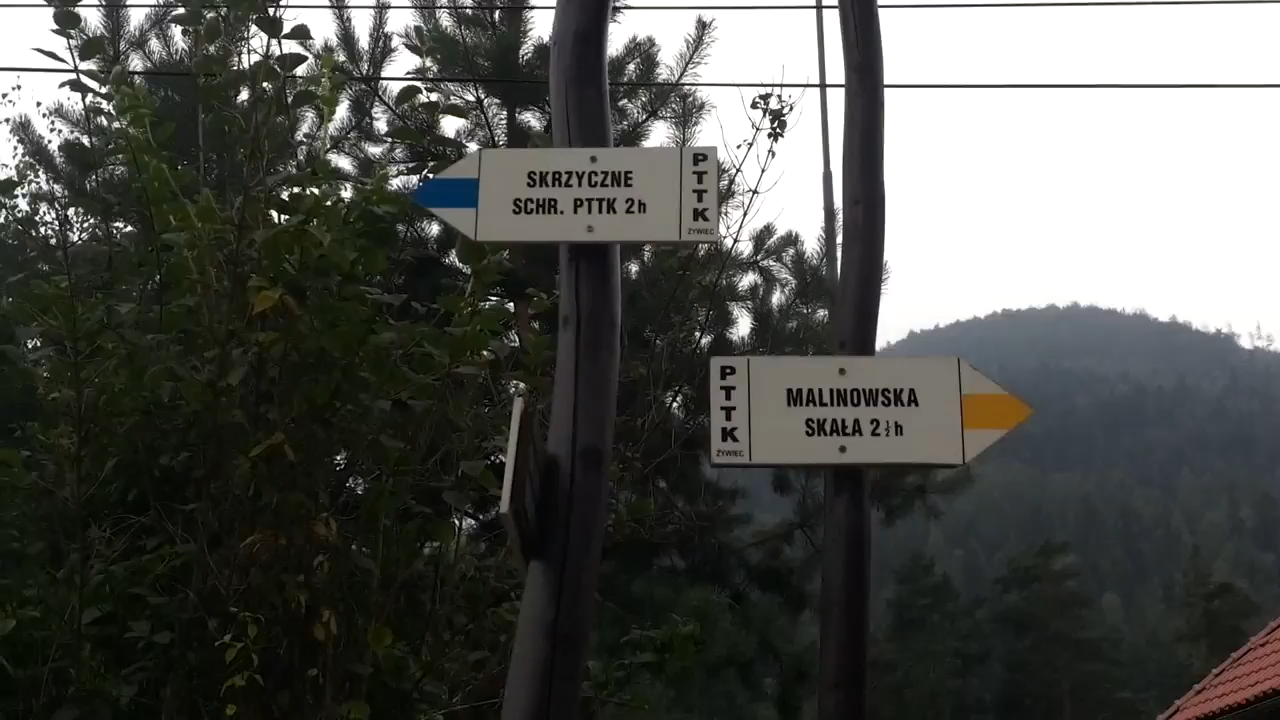 SKRZYCZNE
SCHR. PTTK 2h
PTTK
ŻYWIEC
PTTK
ŻYWIEC
MALINOWSKA
SKAŁA 2½h